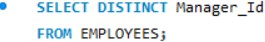 SELECT DISTINCT Manager_Id
FROM EMPLOYEES;